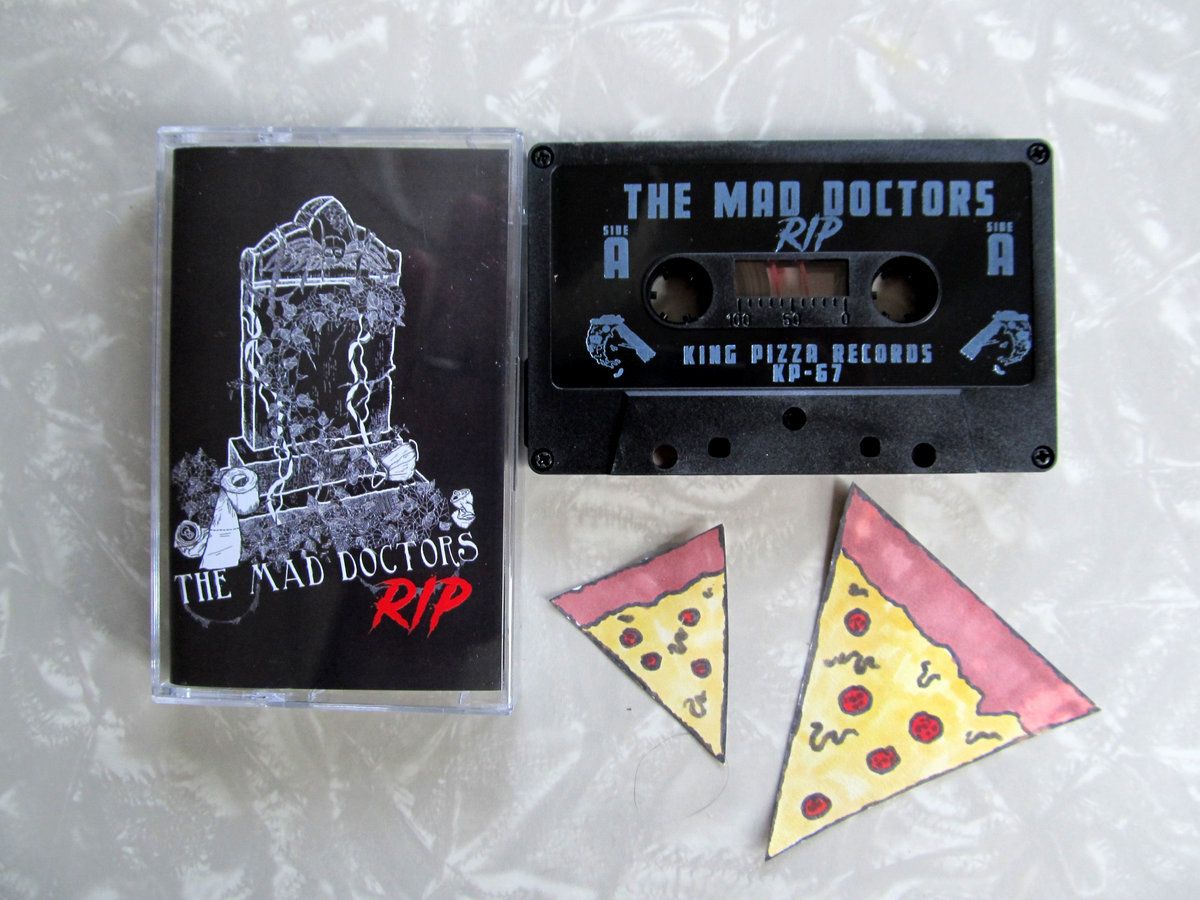 THE MAD DOCTORS
RIP
THE MAD DOCTORS
RIP
SIDE
A
SIDE
A
100 50 0
KING PIZZA RECORDS
KP-67